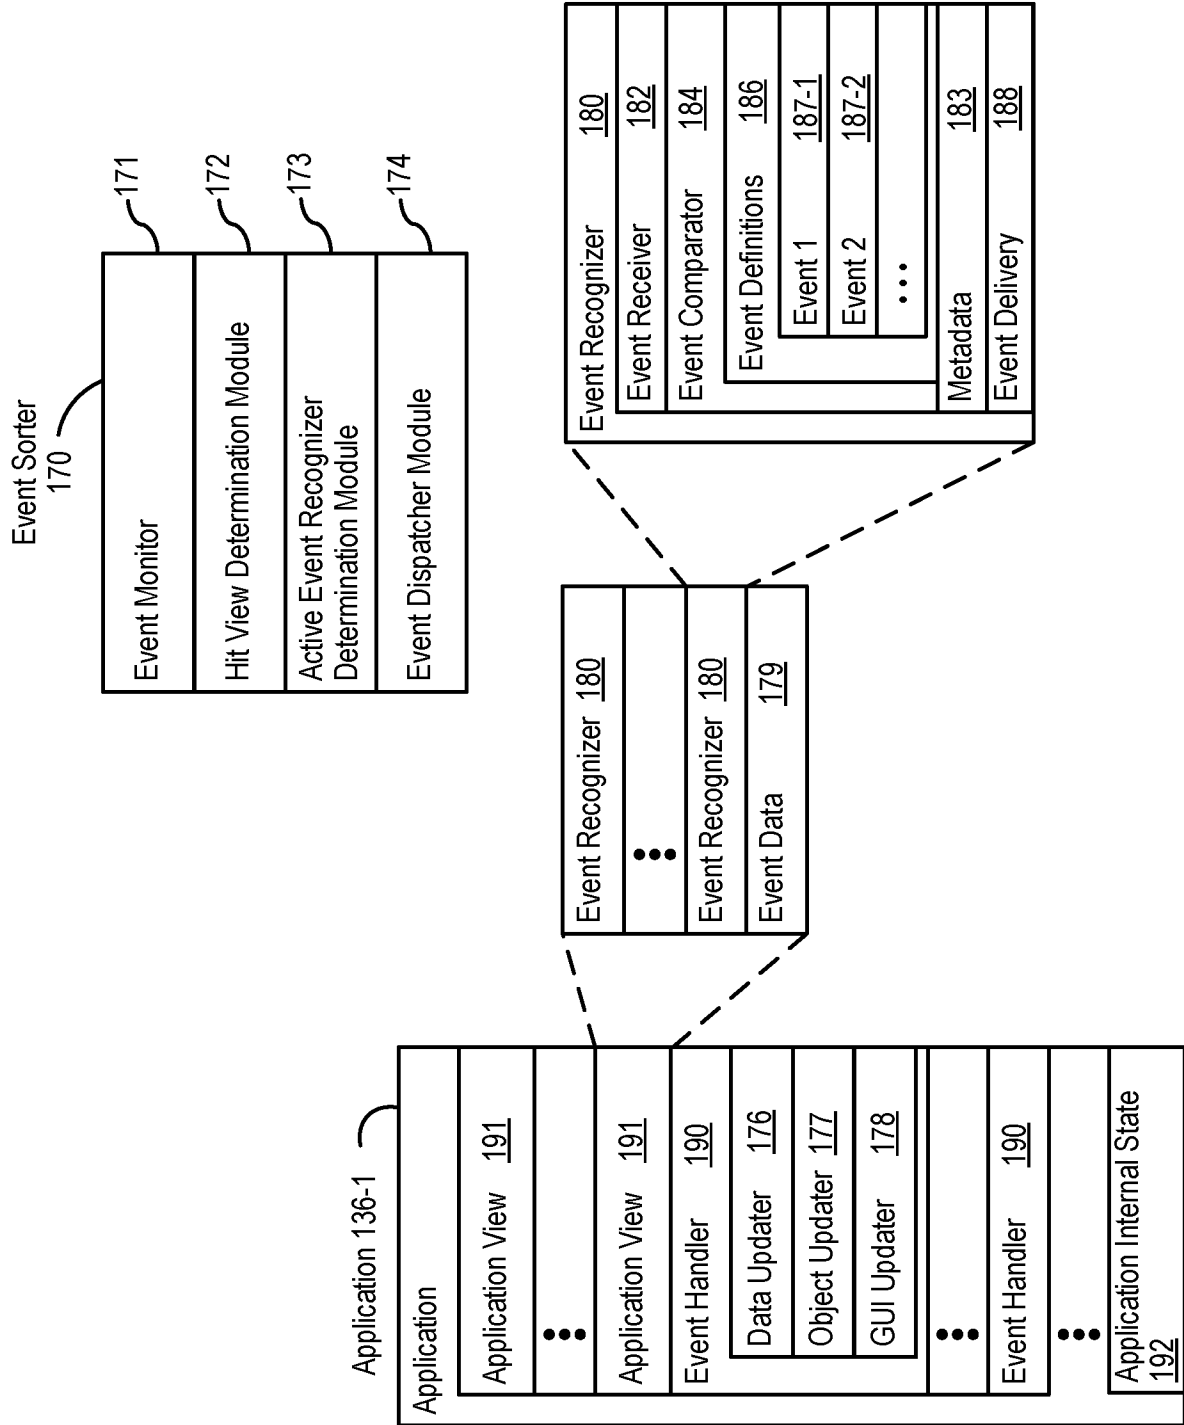 Event Sorter
170
Event Monitor
171
Hit View Determination Module
172
Active Event Recognizer
Determination Module
173
Event Dispatcher Module
174
Application 136-1
Application
Application View 191
•••
Application View 191
Event Handler 190
Data Updater 176
Object Updater 177
GUI Updater 178
•••
Event Handler 190
•••
Application Internal State
192
Event Recognizer 180
•••
Event Recognizer 180
Event Data 179
Event Recognizer 180
Event Receiver 182
Event Comparator 184
Event Definitions 186
Event 1 187-1
Event 2 187-2
•••
Metadata 183
Event Delivery 188